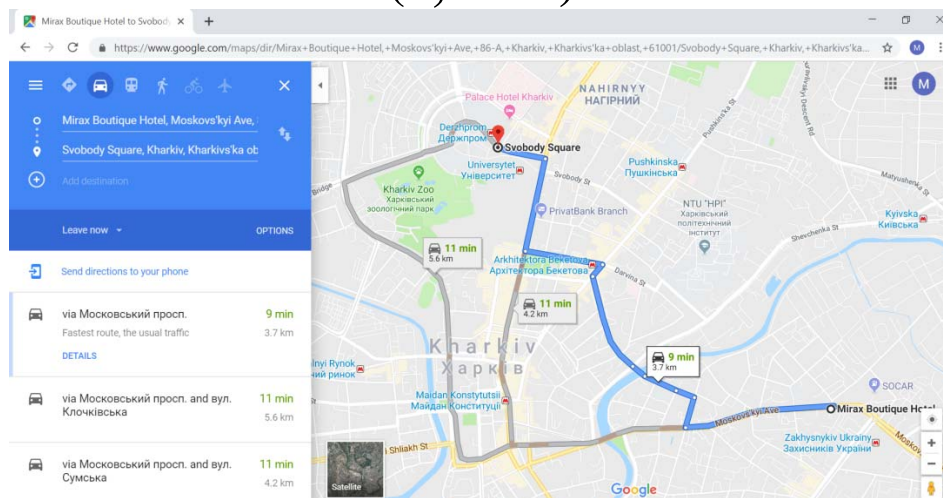 Mirax Boutique Hotel to Svobody
https://www.google.com/maps/dir/Mirax+Boutique+Hotel,+Moskovs'kyi+Ave,+86-A,+Kharkiv,+Kharkivs'ka+oblast,+61001/Svobody+Square,+Kharkiv,+Kharkivs'ka...
M
Mirax Boutique Hotel, Moskovs'kyi Ave,
Svobody Square, Kharkiv, Kharkivs'ka ob
Add destination
Leave now
OPTIONS
Send directions to your phone
via Московський просп.
9 min
Fastest route, the usual traffic
3.7 km
DETAILS
via Московський просп. and вул.
11 min
Клочківська
5.6 km
via Московський просп. and вул.
11 min
Сумська
4.2 km
NAHIRNYY
НАГІРНИЙ
M
Palace Hotel Kharkiv
Pushkins'ka St
Derzhprom
Держпром
Svobody Square
Universytet
Університет
Svobody St
Pushkinska
Пушкінська
Kharkiv Zoo
Харківський
зоологічний парк
PrivatBank Branch
NTU "HPI"
Харківський
політехнічний
інститут
Matyushenka St
Kyivska
Київська
Shevchenka St
11 min
5.6 km
Arkhitektora Beketova
Архітектора Бекетова
Darvina St
11 min
4.2 km
Kharkiv
Харків
9 min
3.7 km
SOCAR
Maidan Konstytutsii
Майдан Конституції
Moskovs'kyi Ave
Mirax Boutique Hotel
Zakhysnykiv Ukrainy
Захисників України
Shliakh St
Satellite
Google